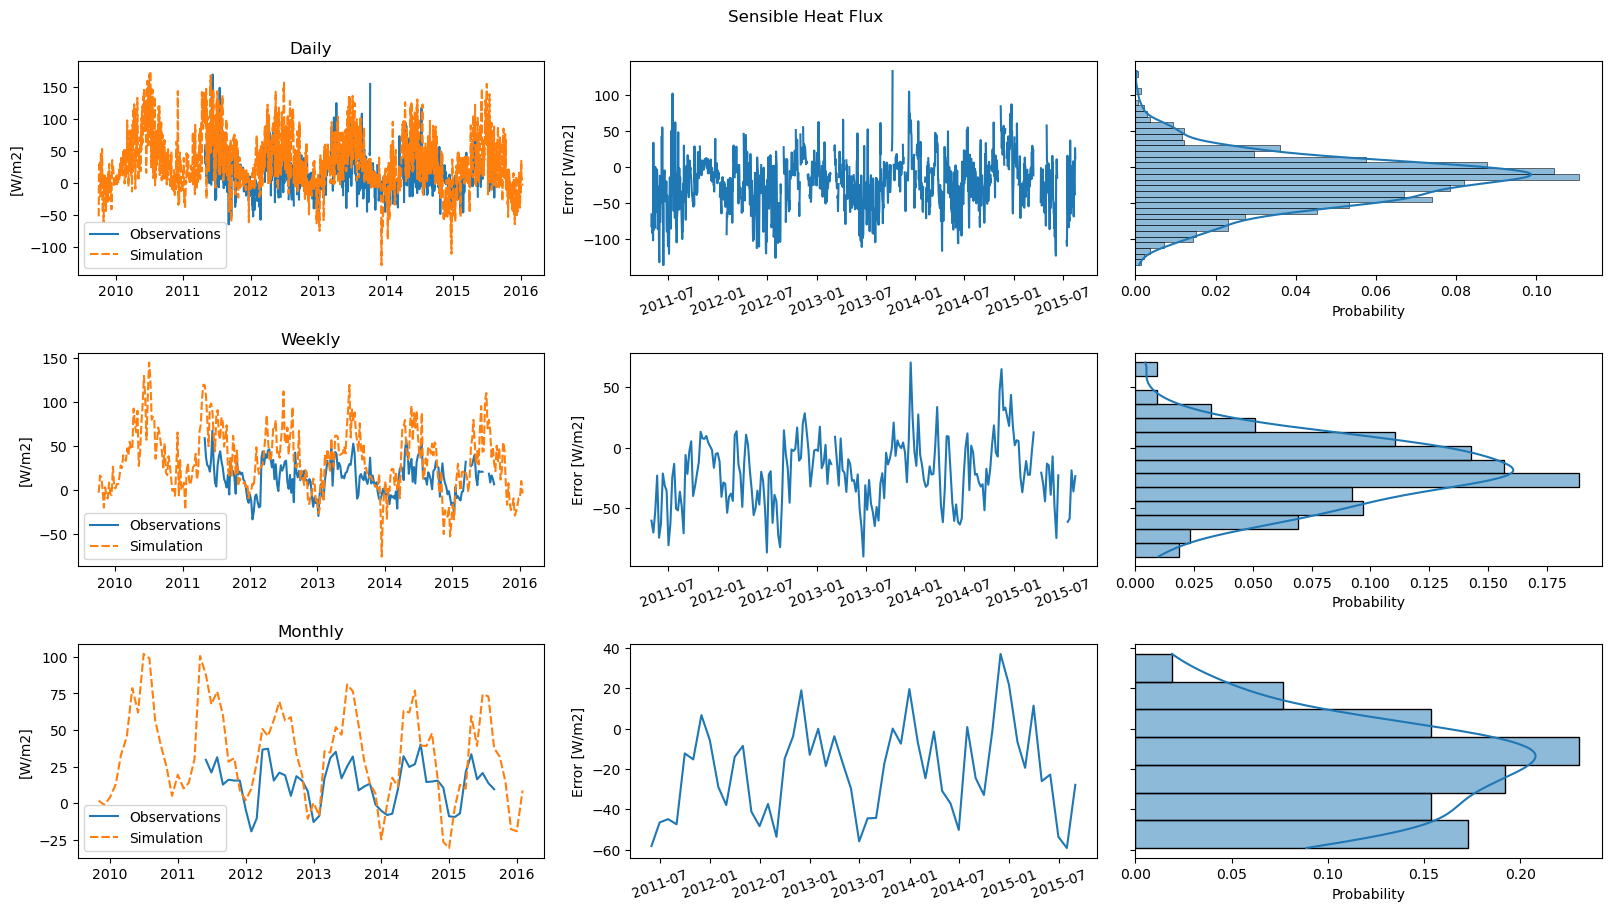 Sensible Heat Flux
Daily
[W/m2]
150
100
50
0
−50
−100
Observations
Simulation
2010 2011 2012 2013 2014 2015 2016
Error [W/m2]
100
50
0
−50
−100
2011-07 2012-01 2012-07 2013-01 2013-07 2014-01 2014-07 2015-01 2015-07
0.00 0.02 0.04 0.06 0.08 0.10
Probability
Weekly
[W/m2]
150
100
50
0
−50
Observations
Simulation
2010 2011 2012 2013 2014 2015 2016
Error [W/m2]
50
0
−50
2011-07 2012-01 2012-07 2013-01 2013-07 2014-01 2014-07 2015-01 2015-07
0.000 0.025 0.050 0.075 0.100 0.125 0.150 0.175
Probability
Monthly
[W/m2]
100
75
50
25
0
−25
Observations
Simulation
2010 2011 2012 2013 2014 2015 2016
Error [W/m2]
40
20
0
−20
−40
−60
2011-07 2012-01 2012-07 2013-01 2013-07 2014-01 2014-07 2015-01 2015-07
0.00 0.05 0.10 0.15 0.20
Probability